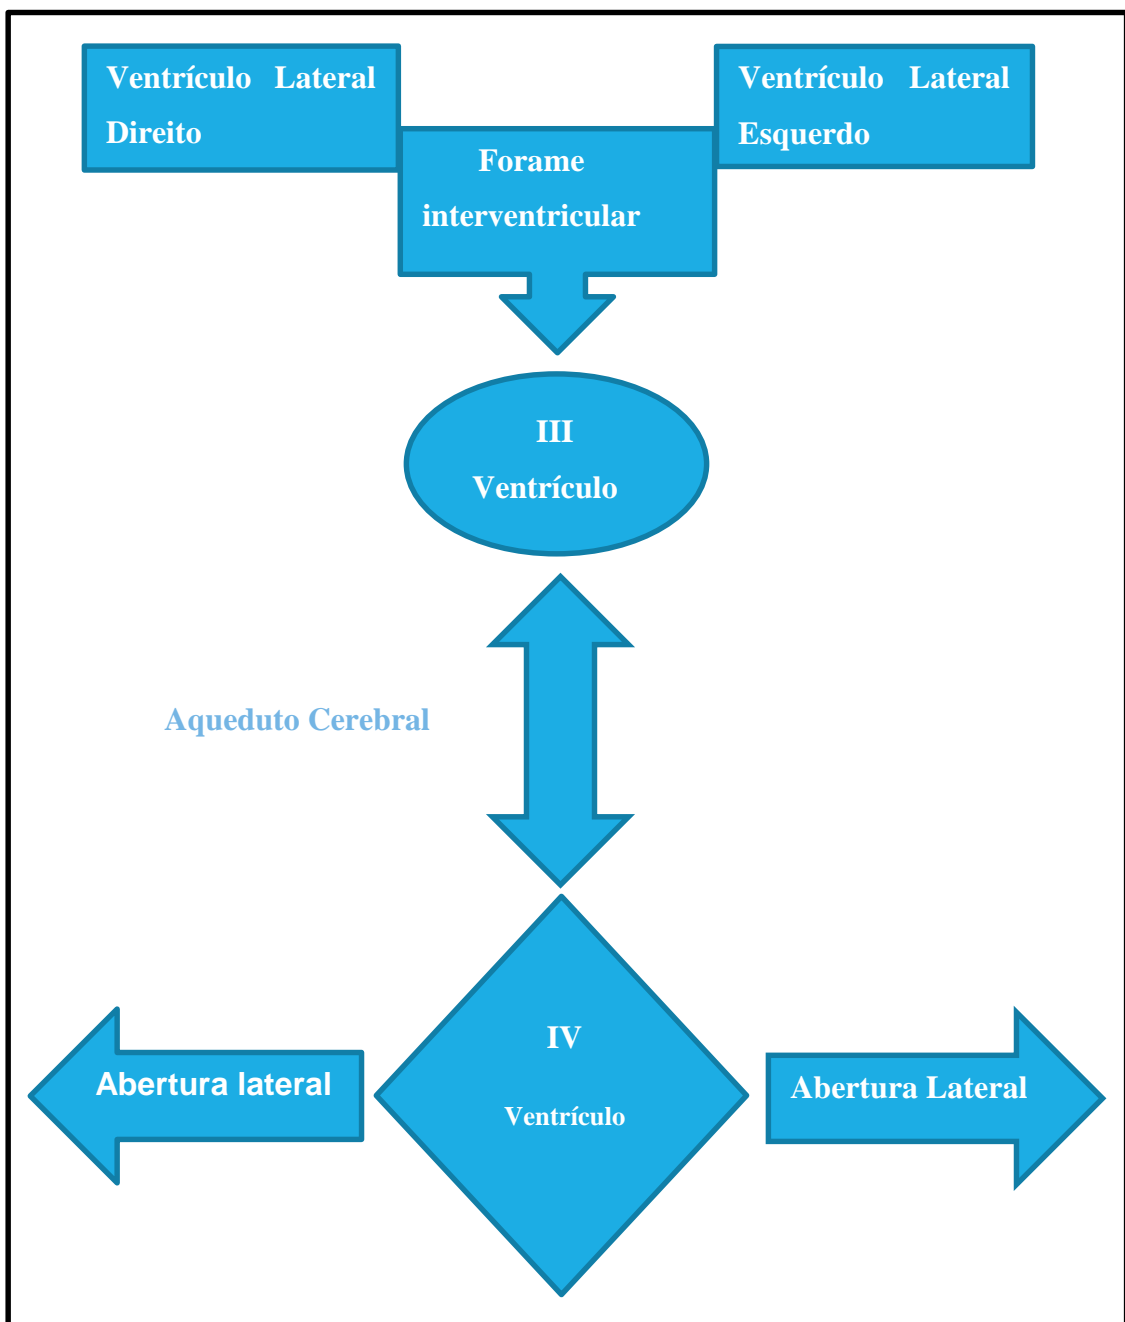 Ventrículo Lateral
Direito
Ventrículo Lateral
Esquerdo
Forame
interventricular
III
Ventrículo
Aqueduto Cerebral
IV
Ventrículo
Abertura lateral
Abertura Lateral